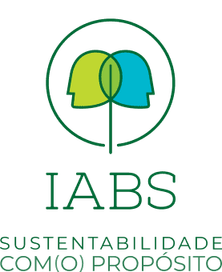 IABS
SUSTENTABILIDADE
COM(O) PROPÓSITO